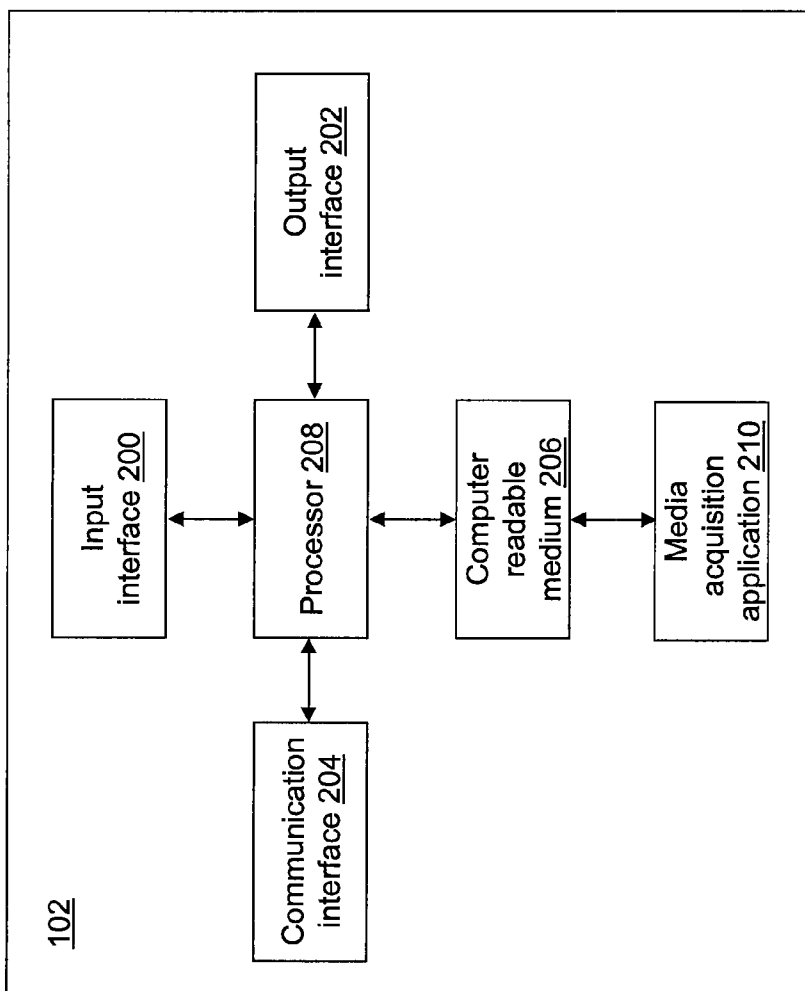 102
Input
interface 200
Communication
interface 204
Processor 208
Output
interface 202
Computer
readable
medium 206
Media
acquisition
application 210